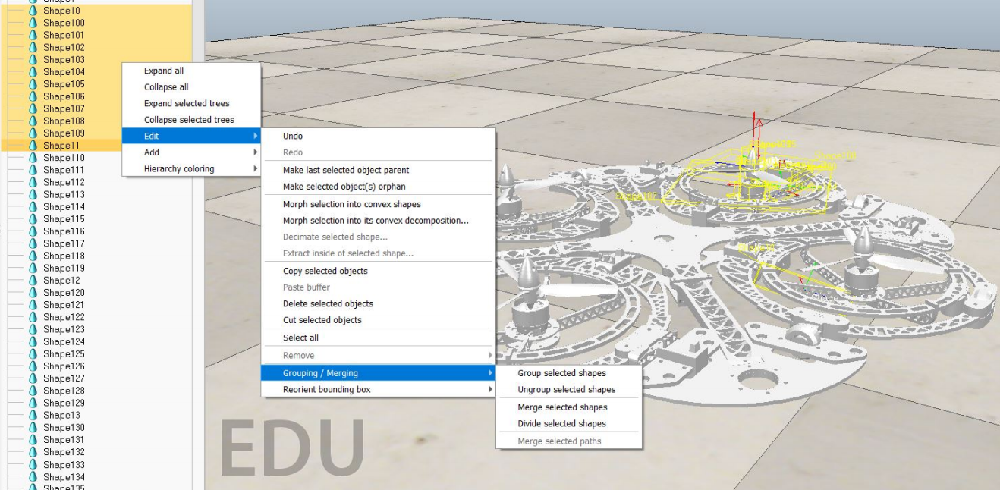 Shape10
Shape100
Shape101
Shape102
Shape103
Shape104
Shape105
Shape106
Shape107
Shape108
Shape109
Shape11
Shape110
Shape111
Shape112
Shape113
Shape114
Shape115
Shape116
Shape117
Shape118
Shape119
Shape12
Shape120
Shape121
Shape122
Shape123
Shape124
Shape125
Shape126
Shape127
Shape128
Shape129
Shape13
Shape130
Shape131
Shape132
Shape133
Shape134
Shape135
Expand all
Collapse all
Expand selected trees
Collapse selected trees
Edit
Add
Hierarchy coloring
Undo
Redo
Make last selected object parent
Make selected object(s) orphan
Morph selection into convex shapes
Morph selection into its convex decomposition...
Decimate selected shape...
Extract inside of selected shape...
Copy selected objects
Paste buffer
Delete selected objects
Cut selected objects
Select all
Remove
Grouping / Merging
Reorient bounding box
Group selected shapes
Ungroup selected shapes
Merge selected shapes
Divide selected shapes
Merge selected paths
Shape108
Shape107
Shape10
EDU